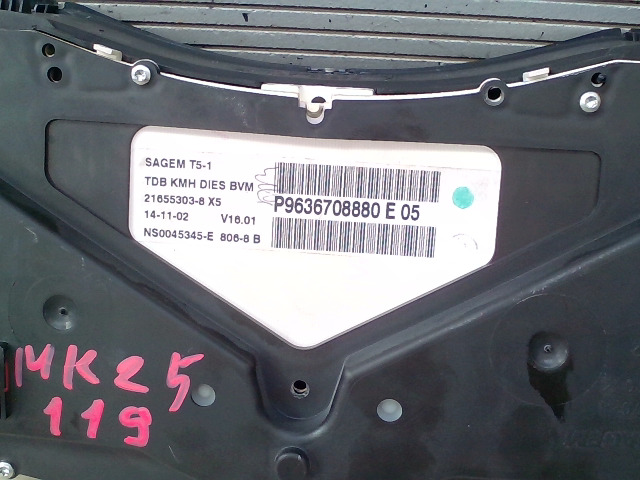 SAGEM T5-1
TDB KMH DIES BVM
21655303-8 X5
14-11-02 V16.01
NS0045345-E 806-8 B
P9636708880 E 05
MK25
119